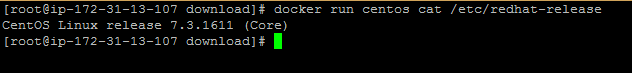 [root@ip-172-31-13-107 download]# docker run centos cat /etc/redhat-release
CentOS Linux release 7.3.1611 (Core)
[root@ip-172-31-13-107 download]#